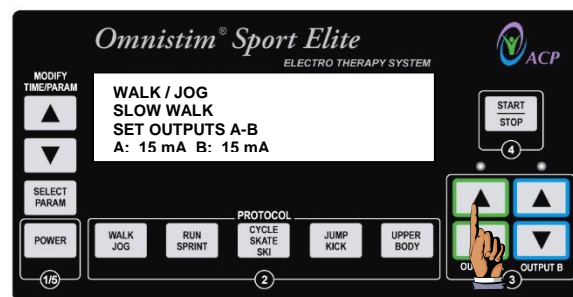 Omnistim® Sport Elite
ELECTRO THERAPY SYSTEM
ACP
MODIFY
TIME/PARAM
WALK / JOG
SLOW WALK
SET OUTPUTS A-B
A: 15 mA B: 15 mA
START
STOP
4
SELECT
PARAM
POWER
1/5
PROTOCOL
WALK
JOG
RUN
SPRINT
CYCLE
SKATE
SKI
JUMP
KICK
UPPER
BODY
2
OUTPUT B
3